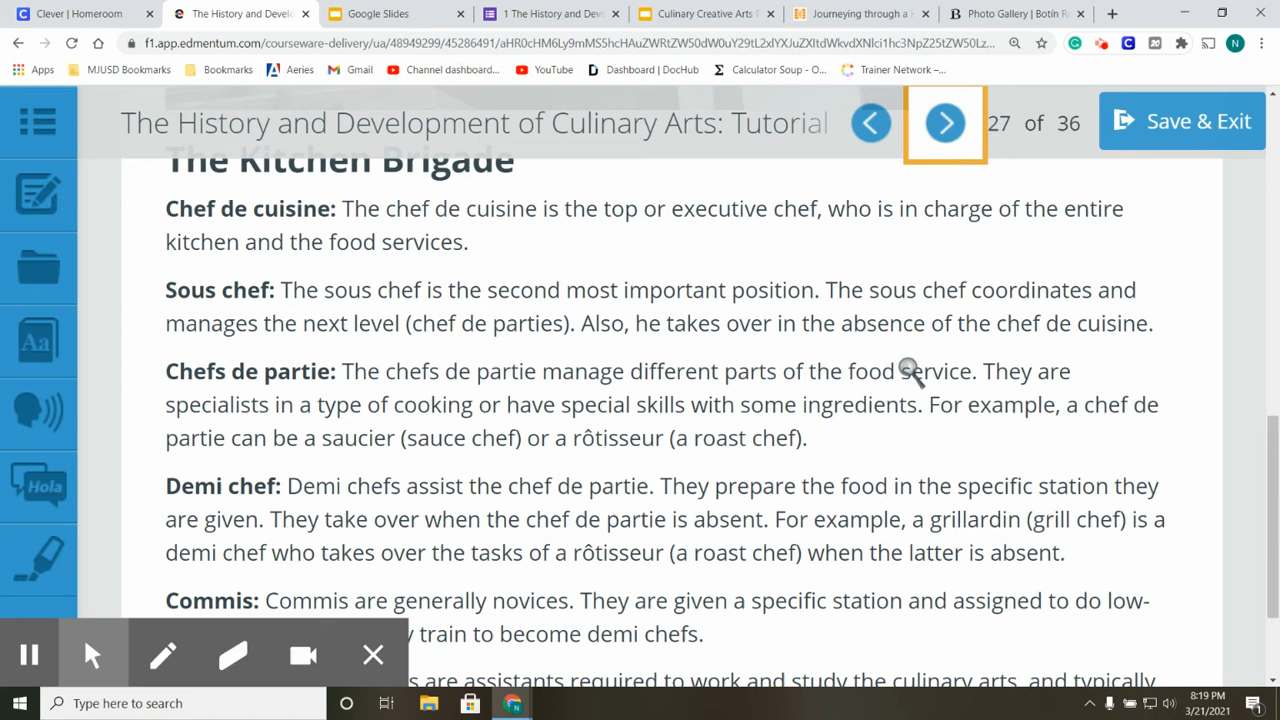 Clever | Homeroom
The History and Develo
Google Slides
1 The History and Deve
Culinary Creative Arts
Journeying through a
Photo Gallery | Botín R
f1.app.edmentum.com/courseware-delivery/ua/
N
Apps
MJUSD Bookmarks
Bookmarks
Aeries
Gmail
Channel dashboard...
YouTube
Dashboard | DocHub
Calculator Soup - O...
Trainer Network –...
The History and Development of Culinary Arts: Tutorial
27 of 36
Save & Exit
The Kitchen Brigade
Chef de cuisine: The chef de cuisine is the top or executive chef, who is in charge of the entire
kitchen and the food services.
Sous chef: The sous chef is the second most important position. The sous chef coordinates and
manages the next level (chef de parties). Also, he takes over in the absence of the chef de cuisine.
Chefs de partie: The chefs de partie manage different parts of the food service. They are
specialists in a type of cooking or have special skills with some ingredients. For example, a chef de
partie can be a saucier (sauce chef) or a rôtisseur (a roast chef).
Demi chef: Demi chefs assist the chef de partie. They prepare the food in the specific station they
are given. They take over when the chef de partie is absent. For example, a grillardin (grill chef) is a
demi chef who takes over the tasks of a rôtisseur (a roast chef) when the latter is absent.
Commis: Commis are generally novices. They are given a specific station and assigned to do low-
train to become demi chefs.
are assistants required to work and study the culinary arts, and typically
Aa
Hola
Type here to search
8:19 PM
3/21/2021